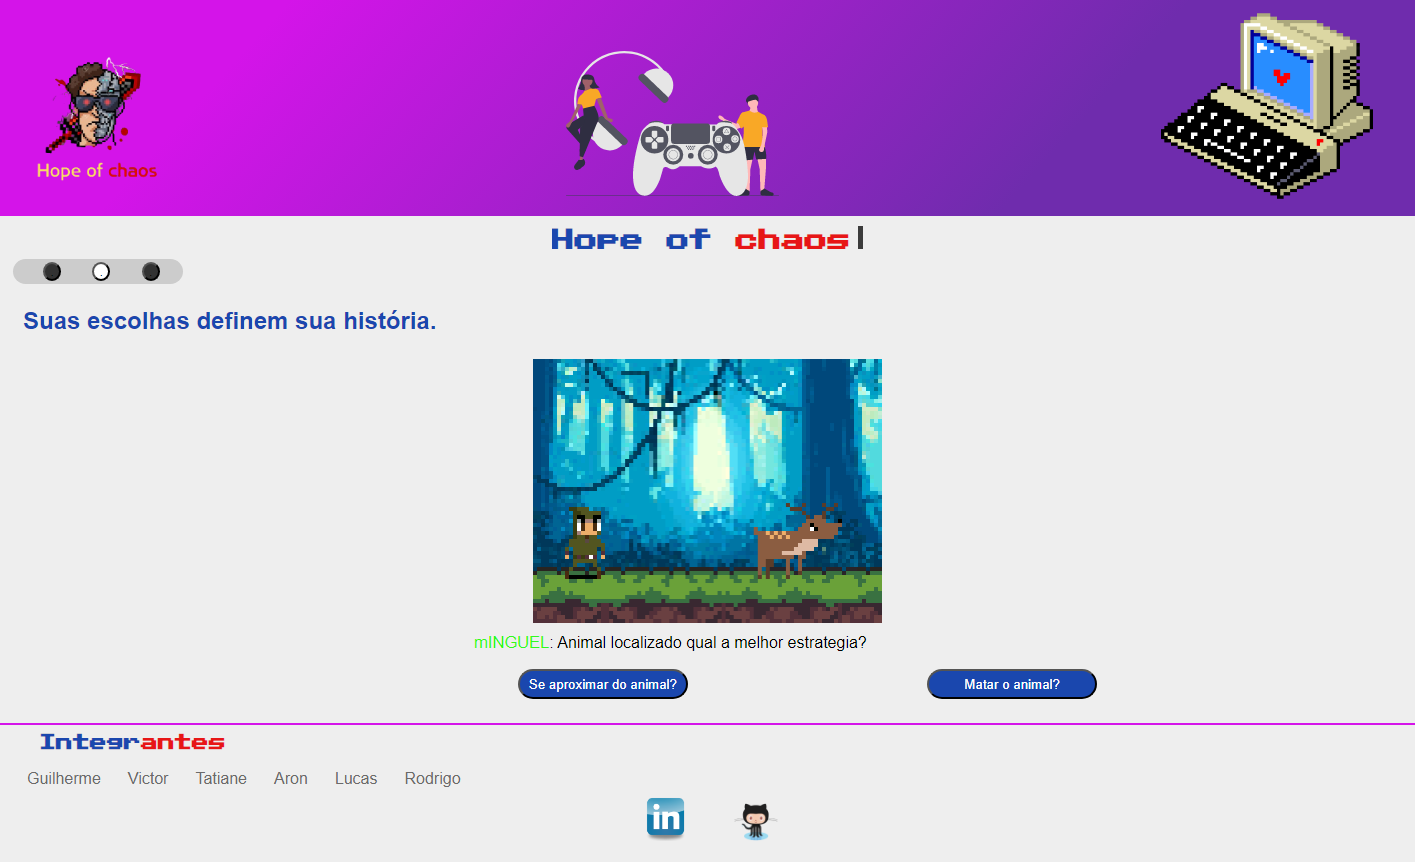 Hope of chaos
Hope of chaos
Suas escolhas definem sua história.
mINGUEL: Animal localizado qual a melhor estrategia?
Se aproximar do animal?
Matar o animal?
Integrantes
Guilherme Victor Tatiane Aron Lucas Rodrigo
in